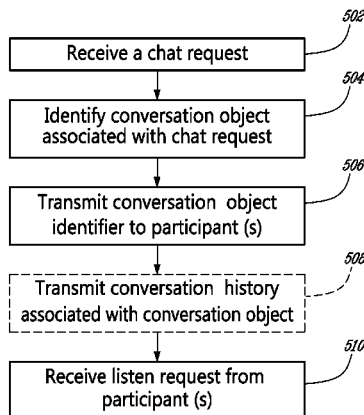 502
Receive a chat request
504
Identify conversation object
associated with chat request
506
Transmit conversation object
identifier to participant (s)
508
Transmit conversation history
associated with conversation object
510
Receive listen request from
participant (s)